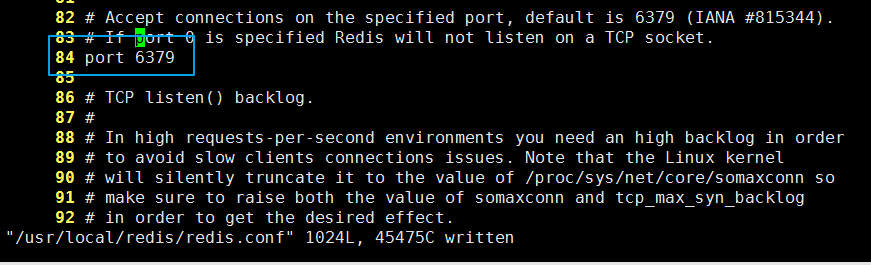 82 # Accept connections on the specified port, default is 6379 (IANA #815344).
83 # If port 0 is specified Redis will not listen on a TCP socket.
84 port 6379
85
86 # TCP listen() backlog.
87 #
88 # In high requests-per-second environments you need an high backlog in order
89 # to avoid slow clients connections issues. Note that the Linux kernel
90 # will silently truncate it to the value of /proc/sys/net/core/somaxconn so
91 # make sure to raise both the value of somaxconn and tcp_max_syn_backlog
92 # in order to get the desired effect.
"/usr/local/redis/redis.conf" 1024L, 45475C written